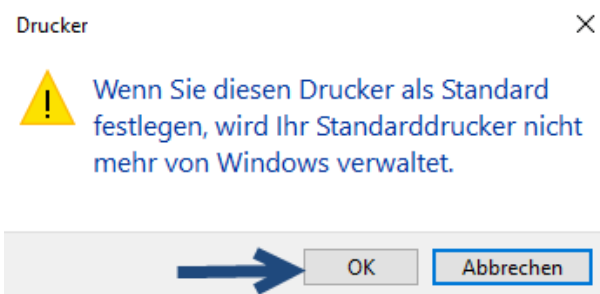 Drucker
Wenn Sie diesen Drucker als Standard
festlegen, wird Ihr Standarddrucker nicht
mehr von Windows verwaltet.
OK
Abbrechen